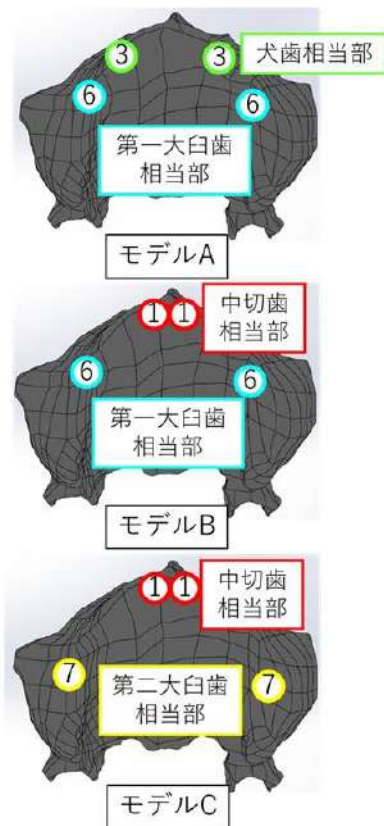 ③ ③ 犬歯相当部
⑥ ⑥
第一大臼歯
相当部
モデルA
① ① 中切歯
相当部
⑥ ⑥
第一大臼歯
相当部
モデルB
① ① 中切歯
相当部
⑦ ⑦
第二大臼歯
相当部
モデルC